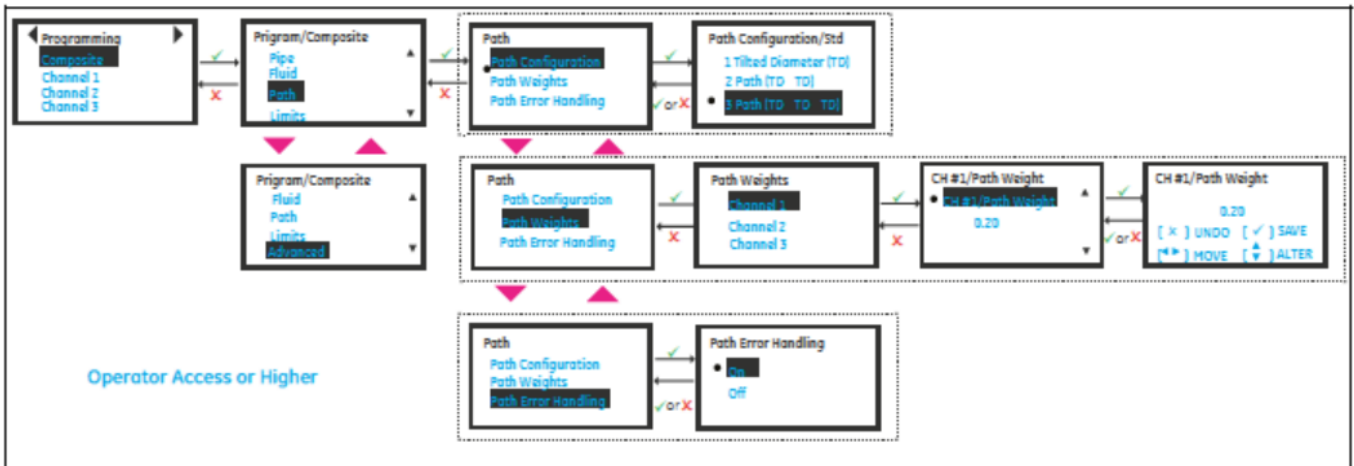 Programming
Composite
Channel 1
Channel 2
Channel 3
✓
X
Prigram/Composite
Pipe
Fluid
Path
Limits
✓
X
Path
Path Configuration
Path Weights
Path Error Handling
✓
✓orX
Path Configuration/Std
1 Tilted Diameter (TD)
2 Path (TD TD)
3 Path (TD TD TD)
Prigram/Composite
Fluid
Path
Limits
Advanced
Path
Path Configuration
Path Weights
Path Error Handling
✓
X
Path Weights
Channel 1
Channel 2
Channel 3
✓
X
CH #1/Path Weight
CH #1/Path Weight
0.20
✓
✓orX
CH #1/Path Weight
0.20
[ × ] UNDO [ ✓ ] SAVE
[◄►] MOVE [▲▼] ALTER
Path
Path Configuration
Path Weights
Path Error Handling
✓
✓orX
Path Error Handling
On
Off
Operator Access or Higher